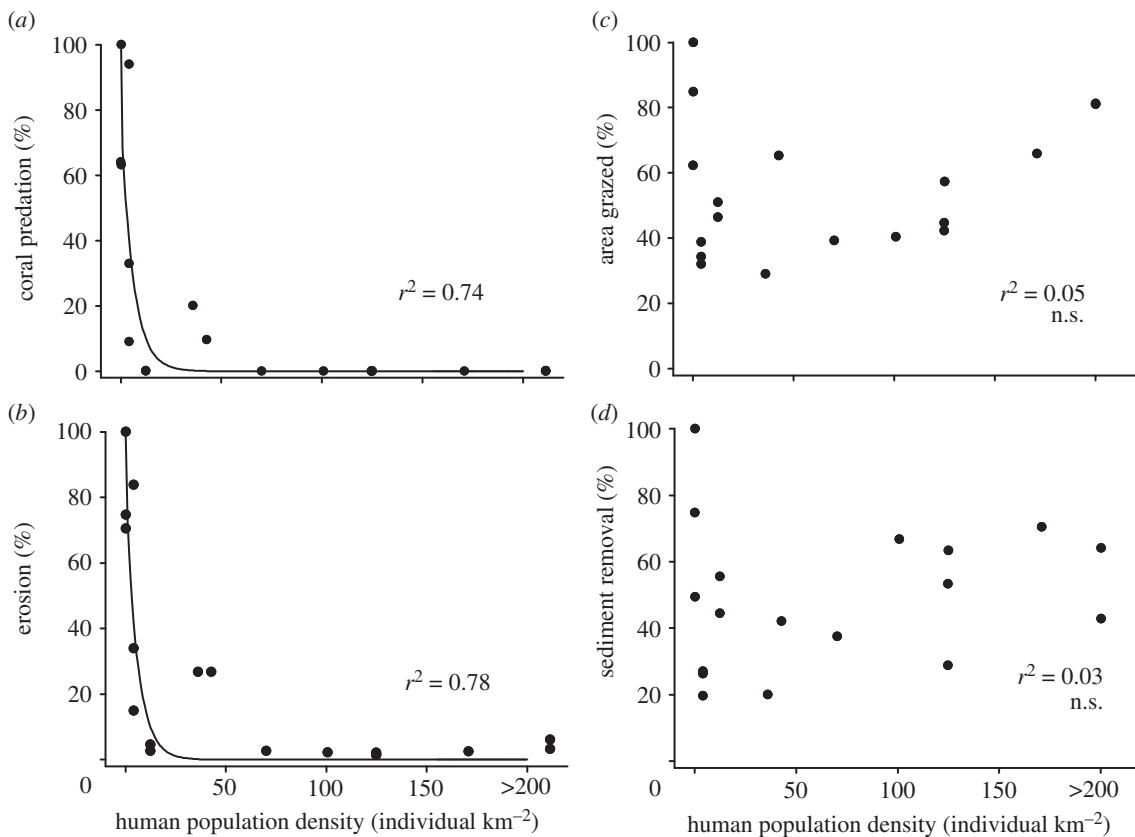 (a)
100
80
60
40
20
0
coral predation (%)
r² = 0.74
(b)
100
80
60
40
20
0
erosion (%)
r² = 0.78
50
100
150
>200
human population density (individual km⁻²)
(c)
100
80
60
40
20
0
area grazed (%)
r² = 0.05
n.s.
(d)
100
80
60
40
20
0
sediment removal (%)
r² = 0.03
n.s.
50
100
150
>200
human population density (individual km⁻²)